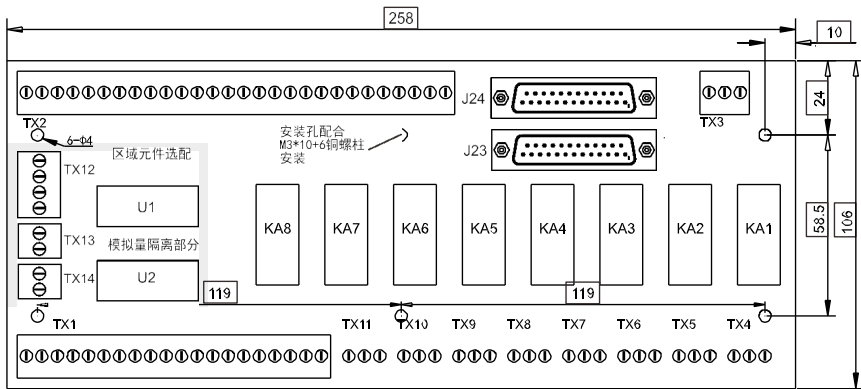 258
10
J24
TX2
TX3
24
6-Φ4
安装孔配合
M3*10+6铜螺柱
安装
J23
区域元件选配
TX12
U1
TX13
模拟量隔离部分
TX14
U2
KA8
KA7
KA6
KA5
KA4
KA3
KA2
KA1
58.5
106
119
119
TX1
TX11
TX10
TX9
TX8
TX7
TX6
TX5
TX4